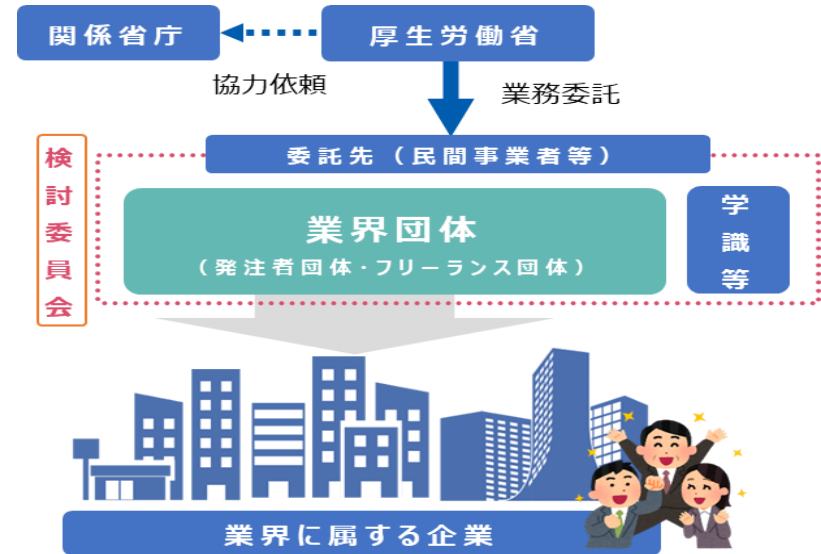 関係省庁
厚生労働省
協力依頼
業務委託
検討委員会
委託先（民間事業者等）
業界団体
（発注者団体・フリーランス団体）
学識等
業界に属する企業